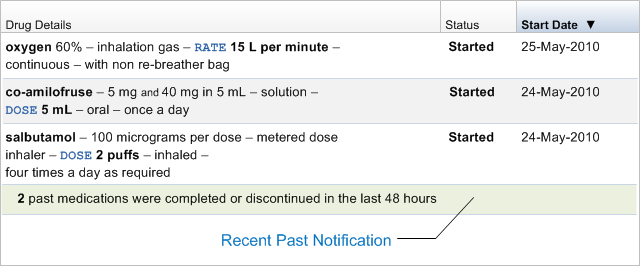 Drug Details Status Start Date ▼
oxygen 60% – inhalation gas – RATE 15 L per minute – Started 25-May-2010
continuous – with non re-breather bag
co-amilofruse – 5 mg and 40 mg in 5 mL – solution – Started 24-May-2010
DOSE 5 mL – oral – once a day
salbutamol – 100 micrograms per dose – metered dose Started 24-May-2010
inhaler – DOSE 2 puffs – inhaled –
four times a day as required
2 past medications were completed or discontinued in the last 48 hours
Recent Past Notification